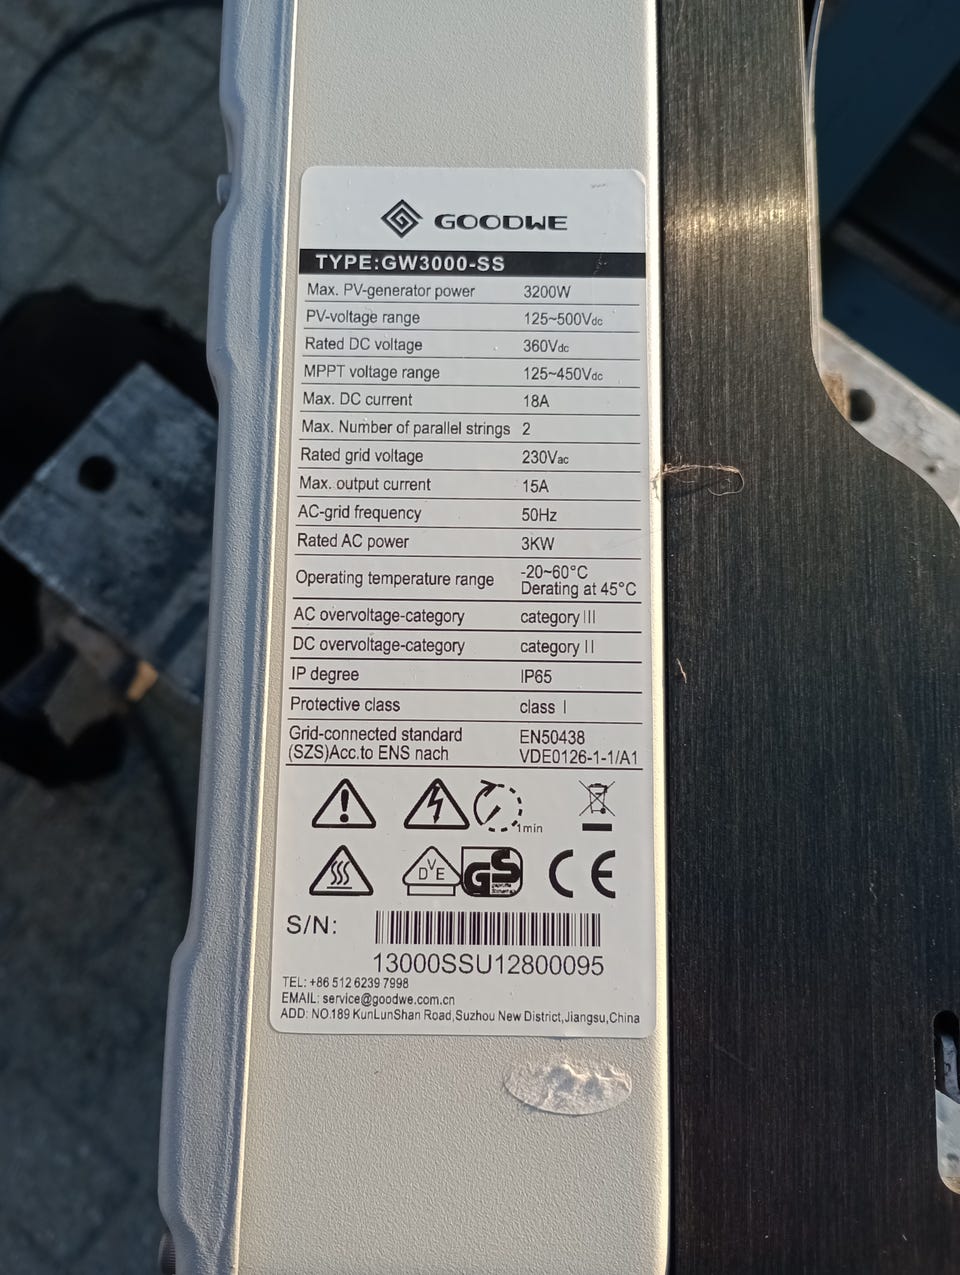 GOODWE
TYPE:GW3000-SS
Max. PV-generator power 3200W
PV-voltage range 125~500Vdc
Rated DC voltage 360Vdc
MPPT voltage range 125~450Vdc
Max. DC current 18A
Max. Number of parallel strings 2
Rated grid voltage 230Vac
Max. output current 15A
AC-grid frequency 50Hz
Rated AC power 3KW
Operating temperature range -20~60°C
Derating at 45°C
AC overvoltage-category category III
DC overvoltage-category category II
IP degree IP65
Protective class class I
Grid-connected standard EN50438
(SZS)Acc.to ENS nach VDE0126-1-1/A1
1min
DVE GS CE
S/N:
13000SSU12800095
TEL: +86 512 6239 7998
EMAIL: service@goodwe.com.cn
ADD: NO.189 KunLunShan Road,Suzhou New District,Jiangsu,China